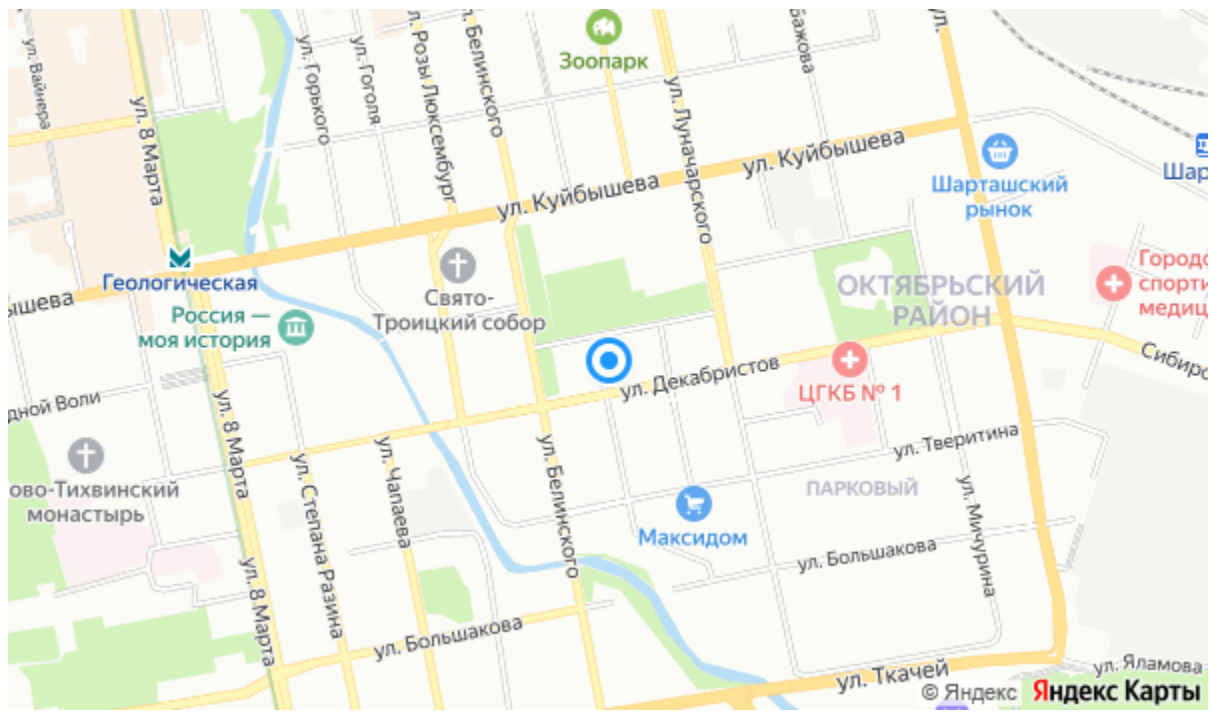 ул. Вайнера
ул. 8 Марта
ул. Горького
ул. Гоголя
ул. Розы Люксембург
ул. Белинского
Зоопарк
ул. Луначарского
Бажова
ул.
ул. Куйбышева
ул. Куйбышева
Шарташский
рынок
Шар
Геологическая
ышева
Россия —
моя история
Свято-
Троицкий собор
ОКТЯБРЬСКИЙ
РАЙОН
Городс
спорти
медиц
Сибирс
ул. Декабристов
ЦГКБ № 1
дной Воли
ул. 8 Марта
ул. Степана Разина
ул. Чапаева
ул. Белинского
ул. Тверитина
ово-Тихвинский
монастырь
ПАРКОВЫЙ
Максидом
ул. Мичурина
ул. Большакова
ул. 8 Марта
ул. Большакова
ул. Ткачей
ул. Яламова
© Яндекс Яндекс Карты